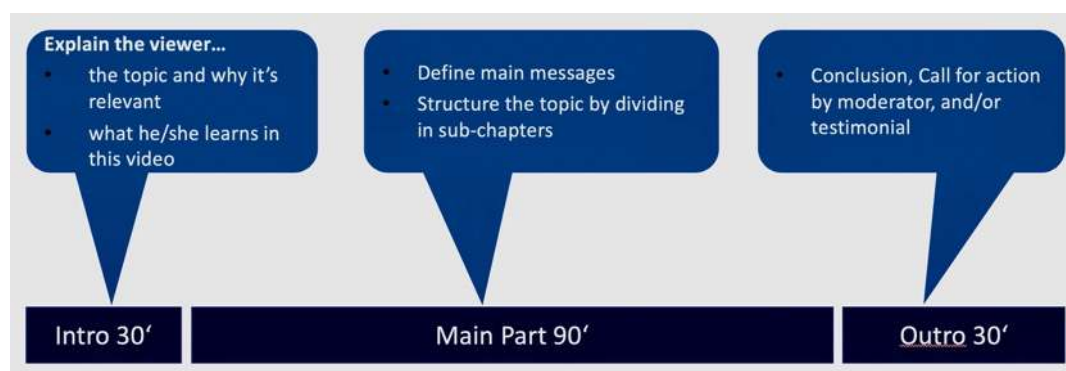 Explain the viewer…
• the topic and why it's
relevant
• what he/she learns in
this video
• Define main messages
• Structure the topic by dividing
in sub-chapters
• Conclusion, Call for action
by moderator, and/or
testimonial
Intro 30‘
Main Part 90‘
Outro 30‘